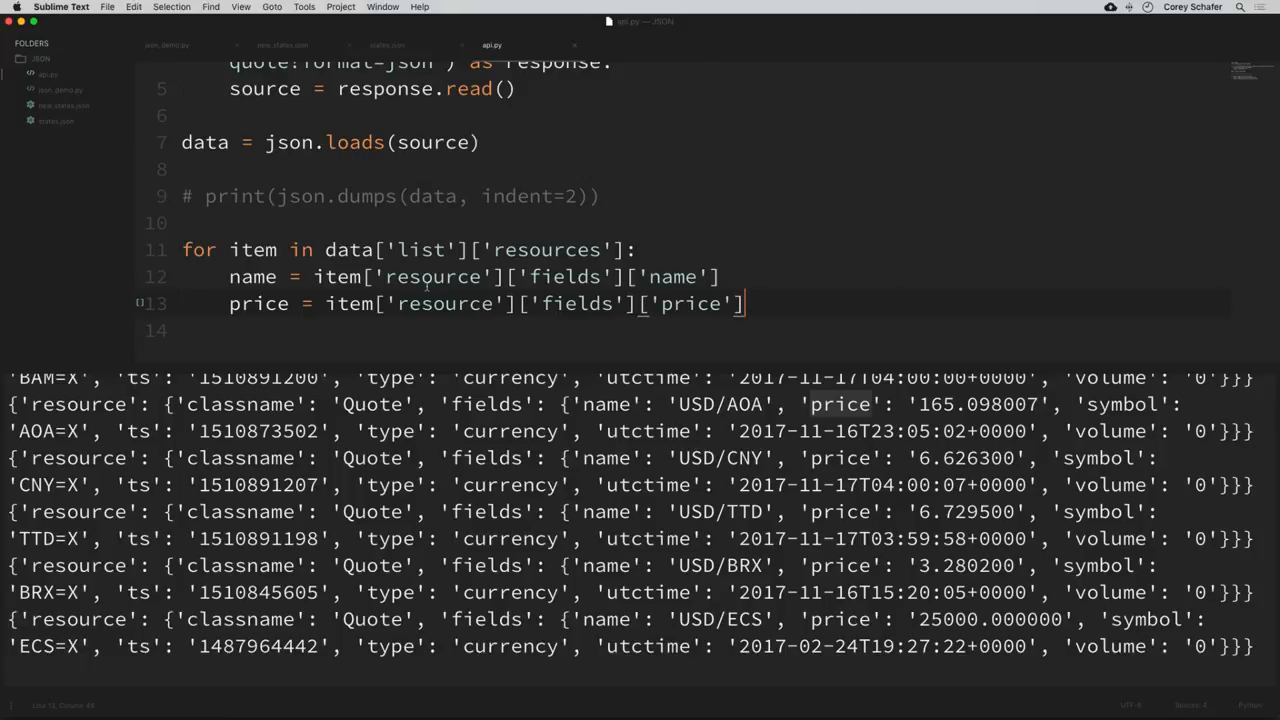 Sublime Text File Edit Selection Find View Goto Tools Project Window Help Corey Schafer
api.py
FOLDERS
JSON
api.py
json_demo.py
new_states.json
states.json
json_demo.py new_states.json states.json api.py
quote?format=json") as response:
5 source = response.read()
6
7 data = json.loads(source)
8
9 # print(json.dumps(data, indent=2))
10
11 for item in data['list']['resources']:
12 name = item['resource']['fields']['name']
13 price = item['resource']['fields']['price']
14
'BAM=X', 'ts': '1510891200', 'type': 'currency', 'utctime': '2017-11-17T04:00:00+0000', 'volume': '0'}}}
{'resource': {'classname': 'Quote', 'fields': {'name': 'USD/AOA', 'price': '165.098007', 'symbol':
'AOA=X', 'ts': '1510873502', 'type': 'currency', 'utctime': '2017-11-16T23:05:02+0000', 'volume': '0'}}}
{'resource': {'classname': 'Quote', 'fields': {'name': 'USD/CNY', 'price': '6.626300', 'symbol':
'CNY=X', 'ts': '1510891207', 'type': 'currency', 'utctime': '2017-11-17T04:00:07+0000', 'volume': '0'}}}
{'resource': {'classname': 'Quote', 'fields': {'name': 'USD/TTD', 'price': '6.729500', 'symbol':
'TTD=X', 'ts': '1510891198', 'type': 'currency', 'utctime': '2017-11-17T03:59:58+0000', 'volume': '0'}}}
{'resource': {'classname': 'Quote', 'fields': {'name': 'USD/BRX', 'price': '3.280200', 'symbol':
'BRX=X', 'ts': '1510845605', 'type': 'currency', 'utctime': '2017-11-16T15:20:05+0000', 'volume': '0'}}}
{'resource': {'classname': 'Quote', 'fields': {'name': 'USD/ECS', 'price': '25000.000000', 'symbol':
'ECS=X', 'ts': '1487964442', 'type': 'currency', 'utctime': '2017-02-24T19:27:22+0000', 'volume': '0'}}}
Line 13, Column 48 UTF-8 Python